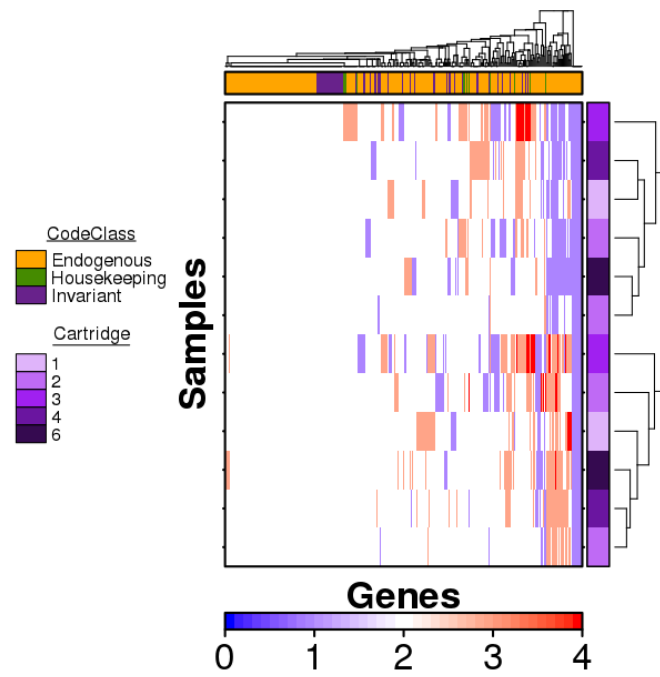 CodeClass
Endogenous
Housekeeping
Invariant
Cartridge
1
2
3
4
6
Samples
Genes
0 1 2 3 4